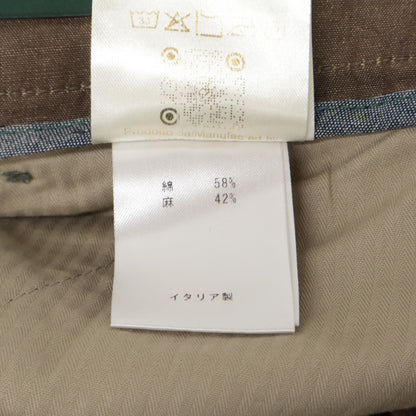 綿 58%
麻 42%
イタリア製